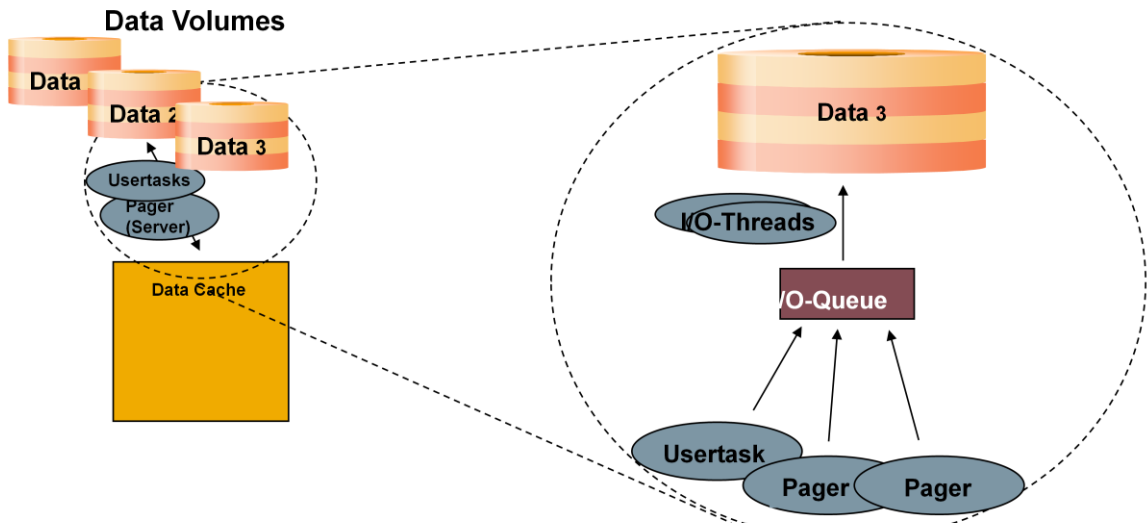 Data Volumes
Data
Data 2
Data 3
Usertasks
Pager
(Server)
Data Cache
Data 3
I/O-Threads
I/O-Queue
Usertask
Pager
Pager